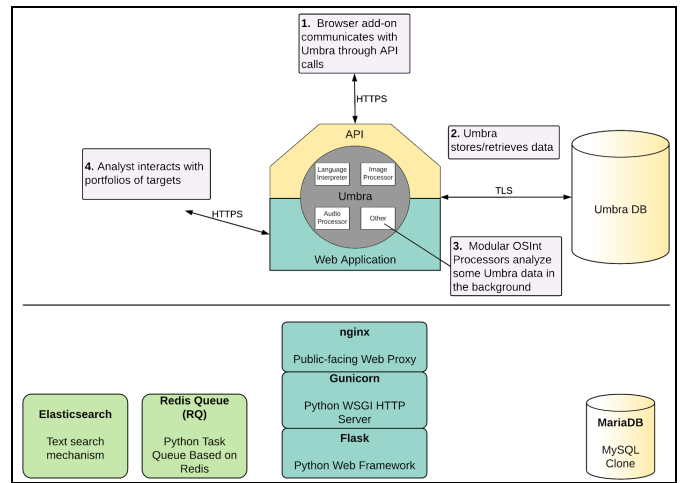 1. Browser add-on
communicates with
Umbra through API
calls
HTTPS
API
2. Umbra
stores/retrieves data
4. Analyst interacts with
portfolios of targets
Language
Interpreter
Image
Processor
Umbra
TLS
Umbra DB
HTTPS
Audio
Processor
Other
Web Application
3. Modular OSInt
Processors analyze
some Umbra data in
the background
nginx
Public-facing Web Proxy
Gunicorn
Python WSGI HTTP
Server
Flask
Python Web Framework
Elasticsearch
Text search
mechanism
Redis Queue
(RQ)
Python Task
Queue Based on
Redis
MariaDB
MySQL
Clone